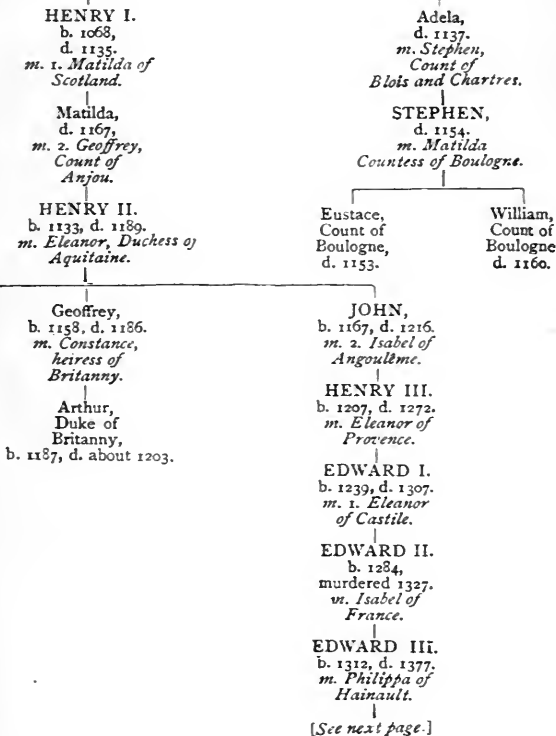 HENRY I.
b. 1068,
d. 1135.
m. 1. Matilda of
Scotland.
Matilda,
d. 1167,
m. 2. Geoffrey,
Count of
Anjou.
HENRY II.
b. 1133, d. 1189.
m. Eleanor, Duchess of
Aquitaine.
Geoffrey,
b. 1158, d. 1186.
m. Constance,
heiress of
Britanny.
Arthur,
Duke of
Britanny,
b. 1187, d. about 1203.
Adela,
d. 1137.
m. Stephen,
Count of
Blois and Chartres.
STEPHEN,
d. 1154.
m. Matilda
Countess of Boulogne.
Eustace,
Count of
Boulogne,
d. 1153.
William,
Count of
Boulogne
d. 1160.
JOHN,
b. 1167, d. 1216.
m. 2. Isabel of
Angoulême.
HENRY III.
b. 1207, d. 1272.
m. Eleanor of
Provence.
EDWARD I.
b. 1239, d. 1307.
m. 1. Eleanor
of Castile.
EDWARD II.
b. 1284,
murdered 1327.
m. Isabel of
France.
EDWARD III.
b. 1312, d. 1377.
m. Philippa of
Hainault.
[See next page.]